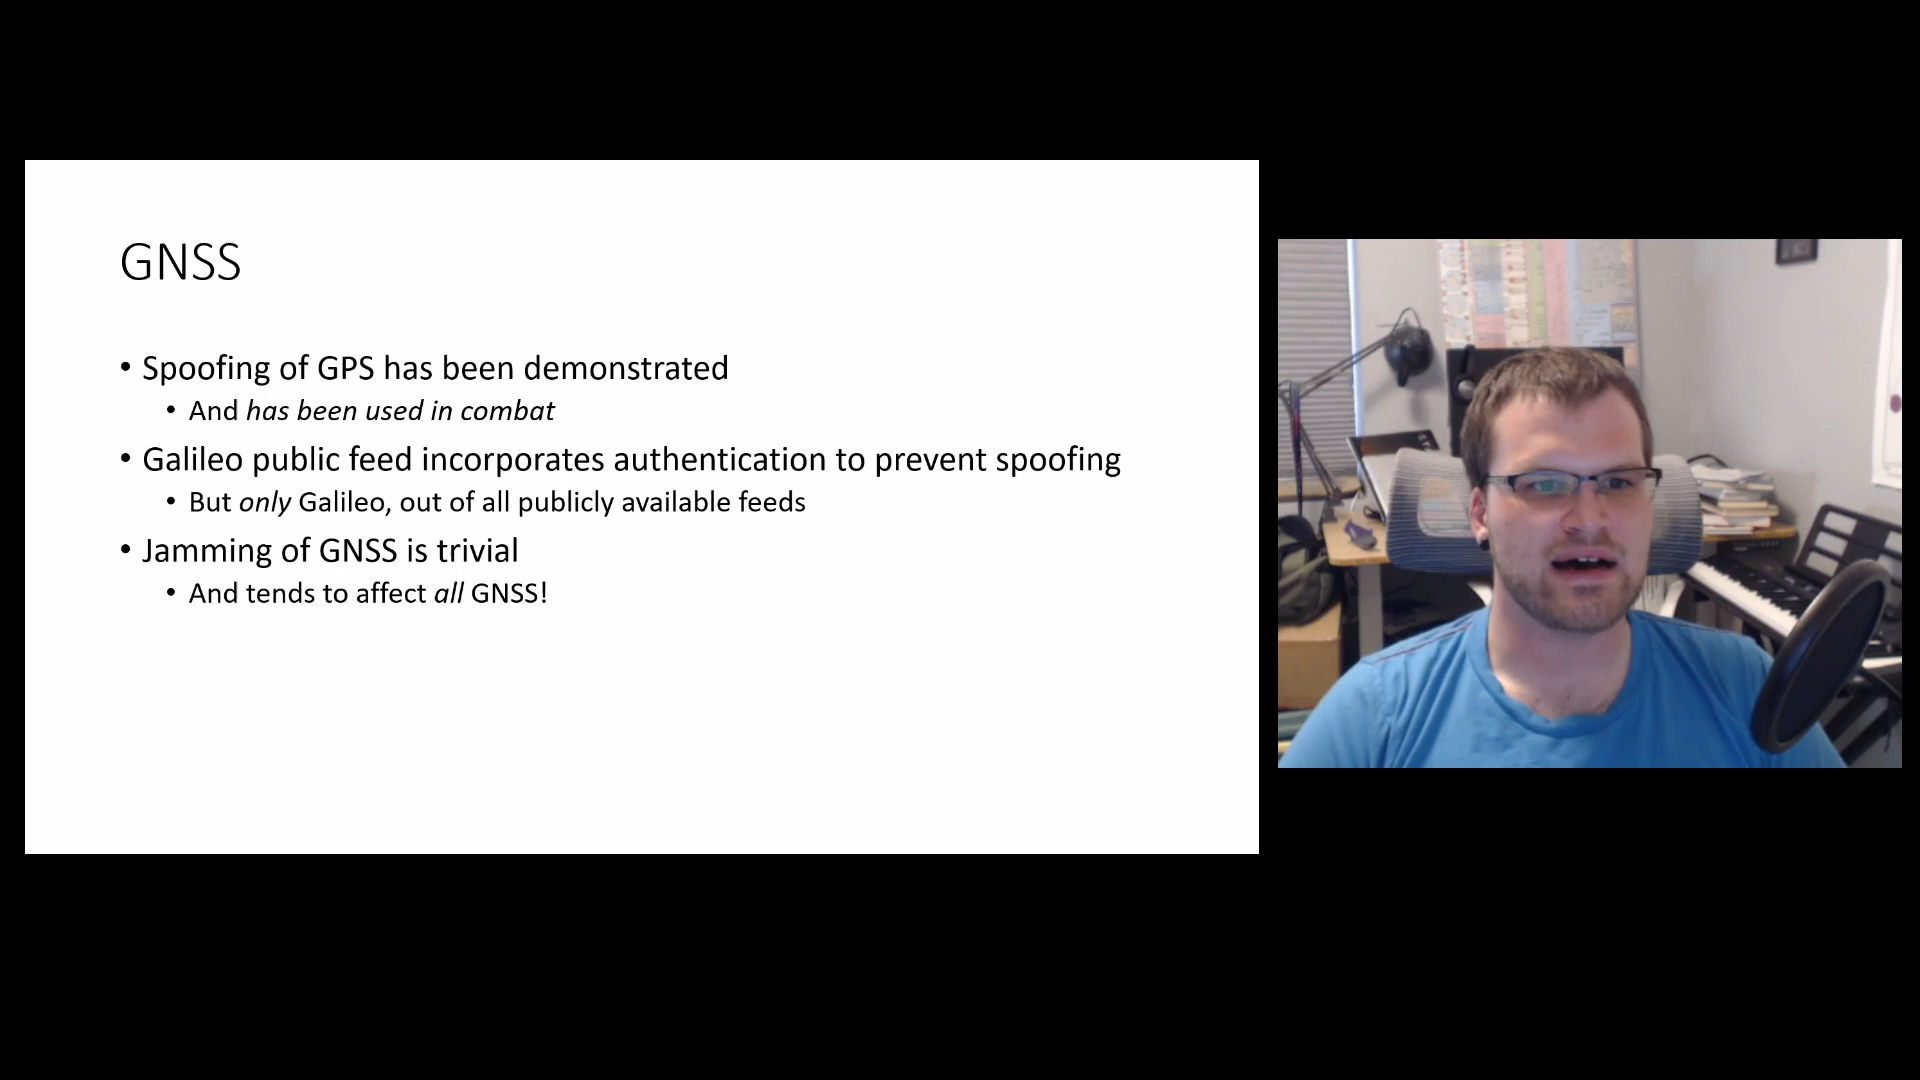 GNSS
• Spoofing of GPS has been demonstrated
• And has been used in combat
• Galileo public feed incorporates authentication to prevent spoofing
• But only Galileo, out of all publicly available feeds
• Jamming of GNSS is trivial
• And tends to affect all GNSS!